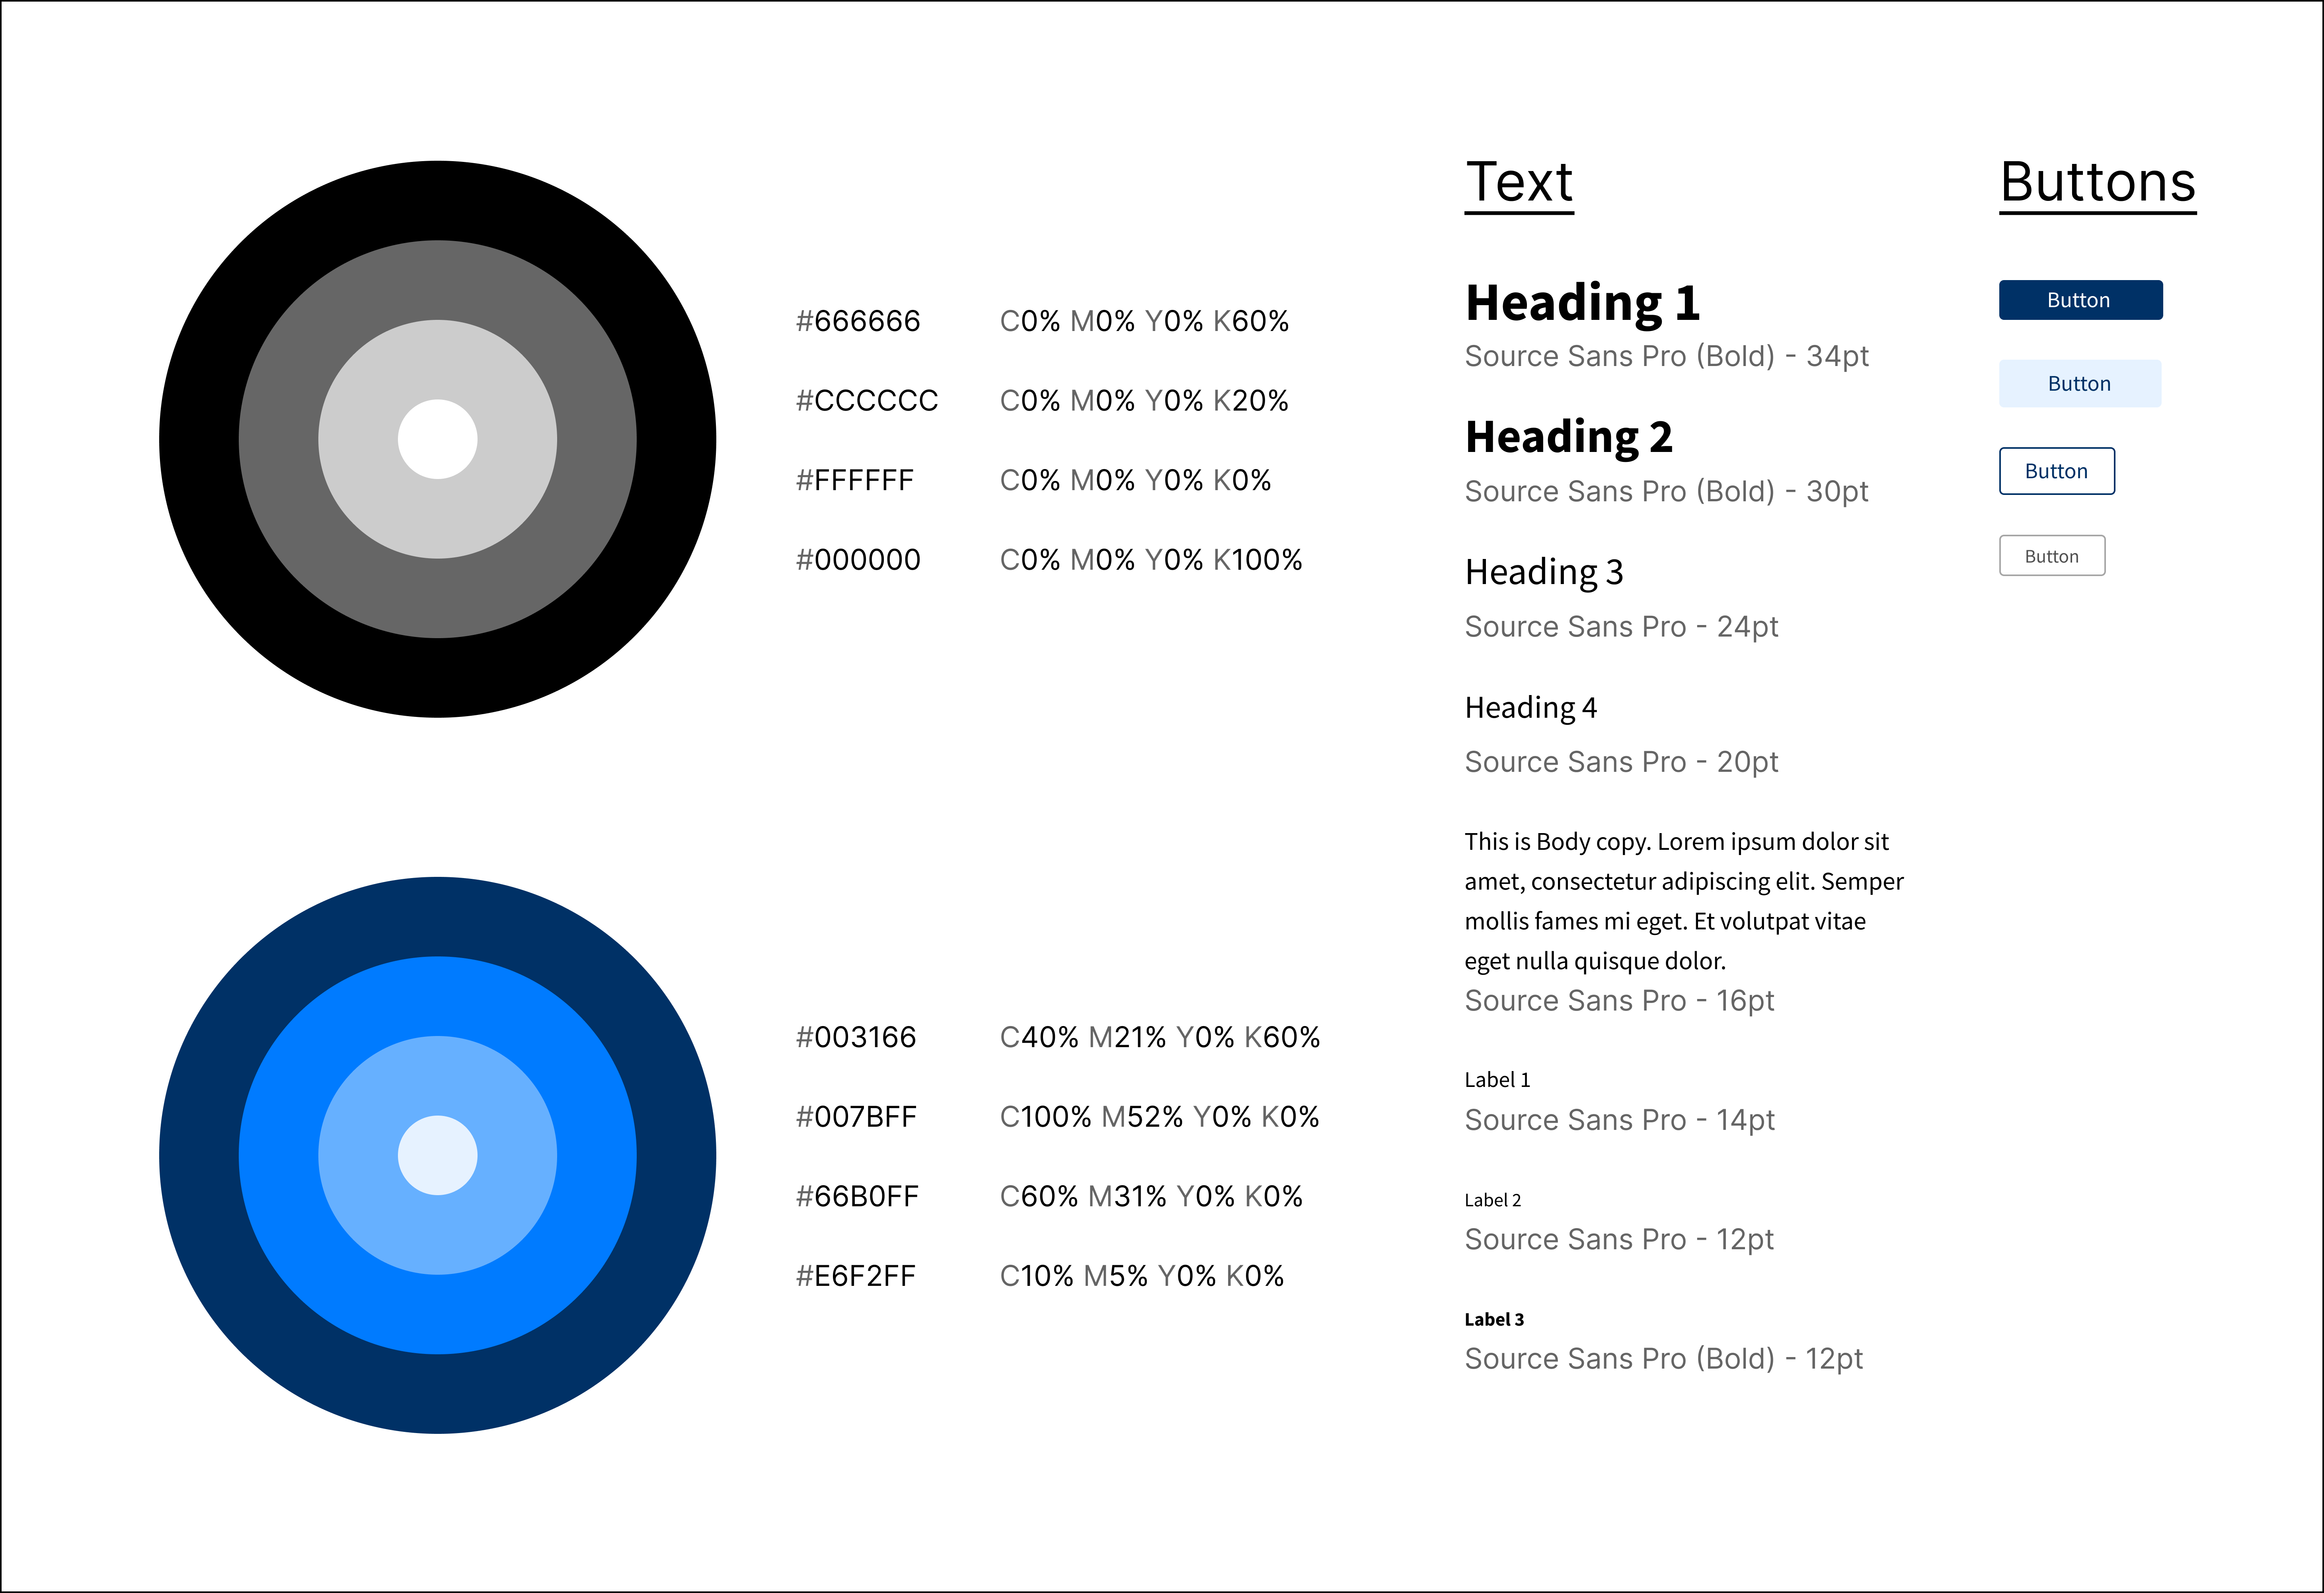 #666666 C0% M0% Y0% K60%
#CCCCCC C0% M0% Y0% K20%
#FFFFFF C0% M0% Y0% K0%
#000000 C0% M0% Y0% K100%
#003166 C40% M21% Y0% K60%
#007BFF C100% M52% Y0% K0%
#66B0FF C60% M31% Y0% K0%
#E6F2FF C10% M5% Y0% K0%
Text
Heading 1
Source Sans Pro (Bold) - 34pt
Heading 2
Source Sans Pro (Bold) - 30pt
Heading 3
Source Sans Pro - 24pt
Heading 4
Source Sans Pro - 20pt
This is Body copy. Lorem ipsum dolor sit
amet, consectetur adipiscing elit. Semper
mollis fames mi eget. Et volutpat vitae
eget nulla quisque dolor.
Source Sans Pro - 16pt
Label 1
Source Sans Pro - 14pt
Label 2
Source Sans Pro - 12pt
Label 3
Source Sans Pro (Bold) - 12pt
Buttons
Button
Button
Button
Button